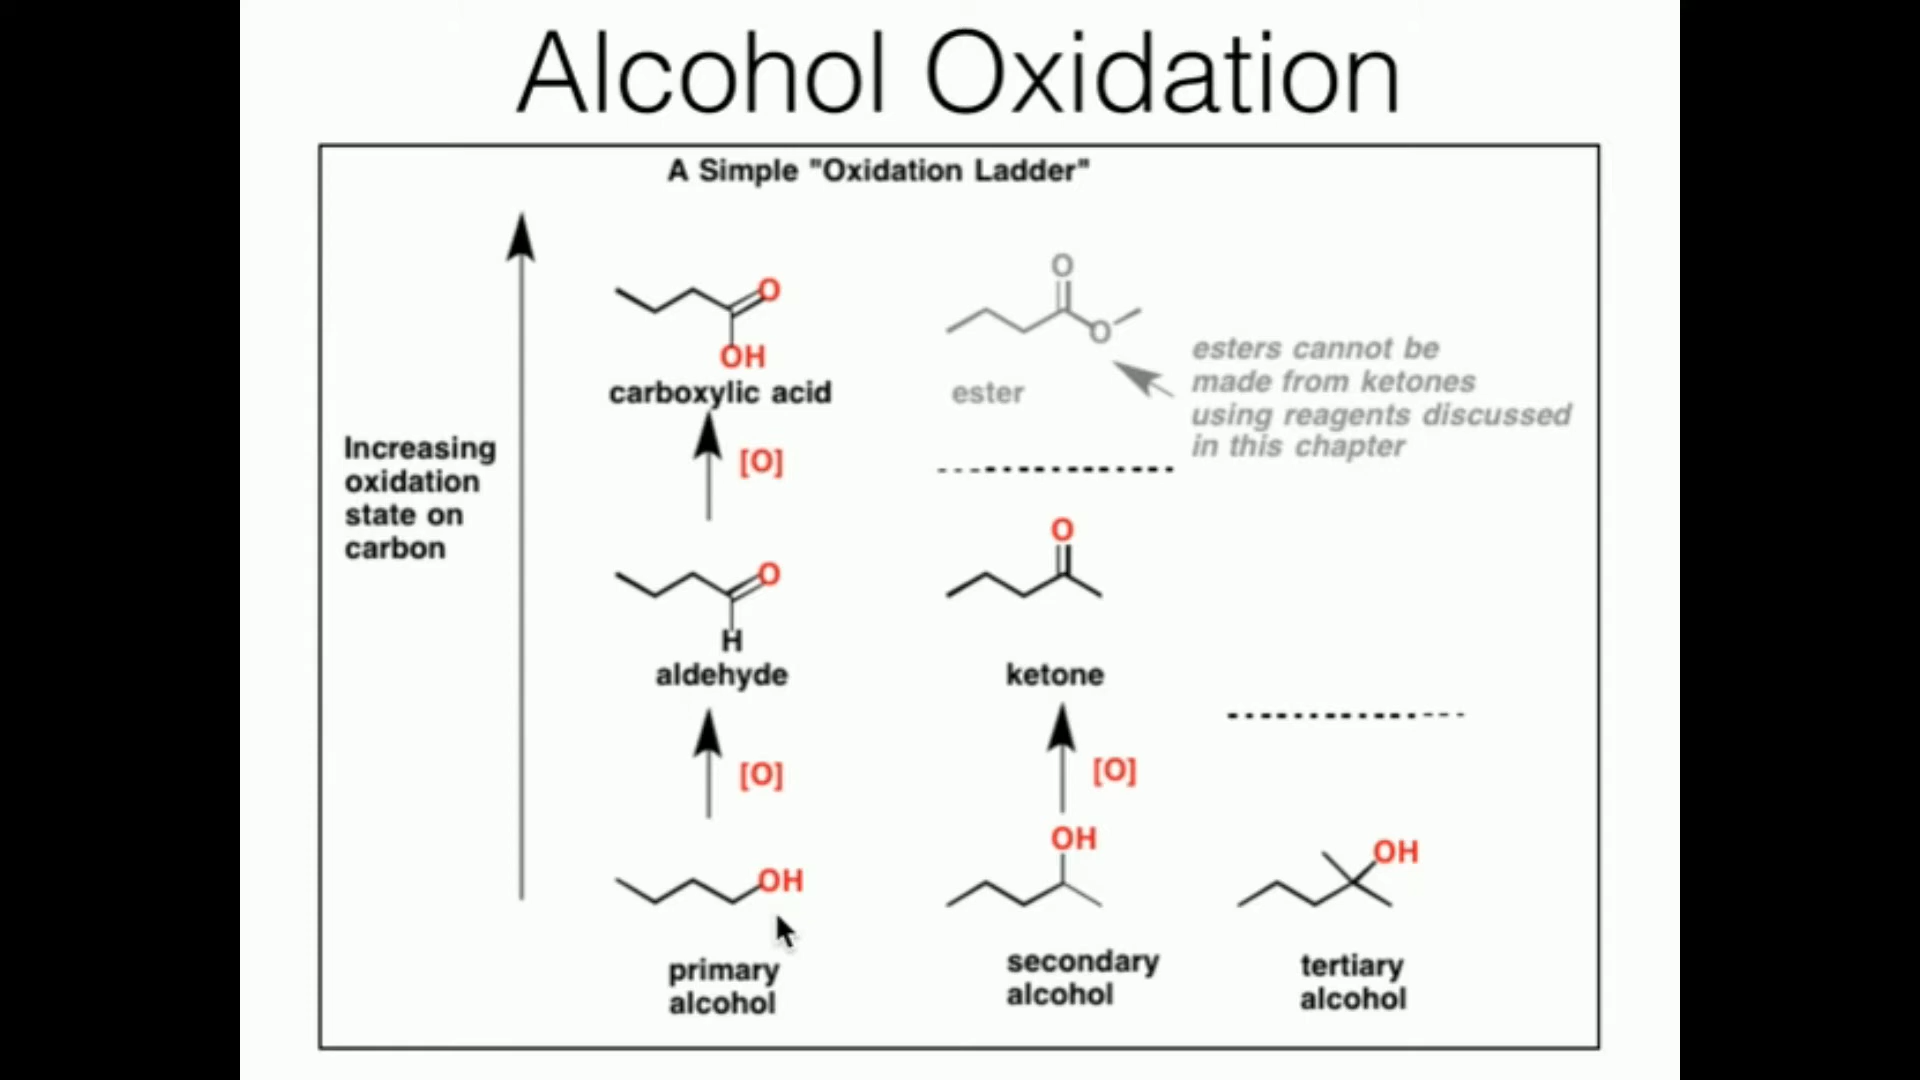 Alcohol Oxidation
A Simple "Oxidation Ladder"
O
OH
carboxylic acid
O
O
ester
esters cannot be
made from ketones
using reagents discussed
in this chapter
Increasing
oxidation
state on
carbon
[O]
O
H
aldehyde
O
ketone
[O]
[O]
OH
primary
alcohol
OH
secondary
alcohol
OH
tertiary
alcohol